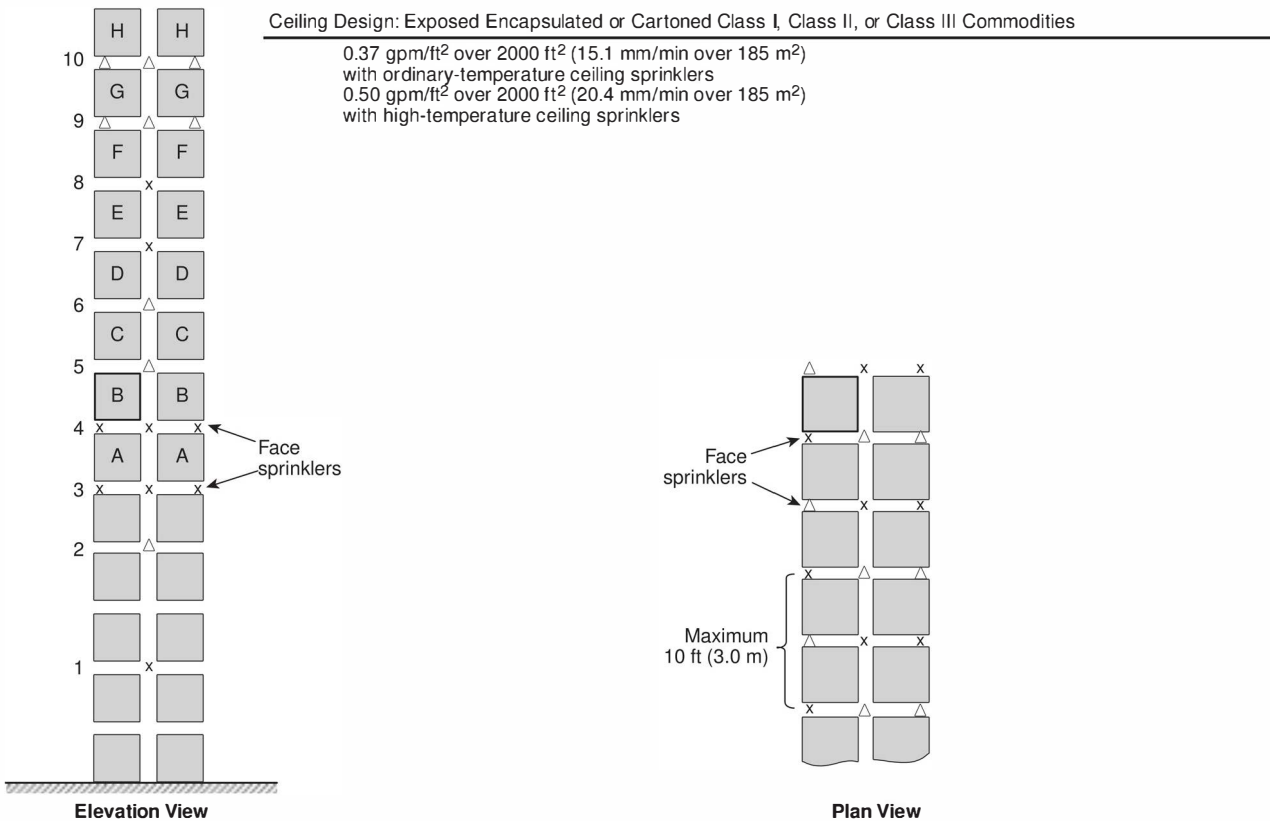 Ceiling Design: Exposed Encapsulated or Cartoned Class I, Class II, or Class III Commodities
0.37 gpm/ft² over 2000 ft² (15.1 mm/min over 185 m²)
with ordinary-temperature ceiling sprinklers
0.50 gpm/ft² over 2000 ft² (20.4 mm/min over 185 m²)
with high-temperature ceiling sprinklers
H H
10 △ △ △
G G
9 △ △ △
F F
8 x
E E
7 x
D D
6 △
C C
5 △
B B
4 x x x
A A
3 x x x
Face
sprinklers
2 △
1 x
Elevation View
△ x x
x △ △
Face
sprinklers
△ x x
x △ △
Maximum
10 ft (3.0 m)
△ x x
x △ △
Plan View